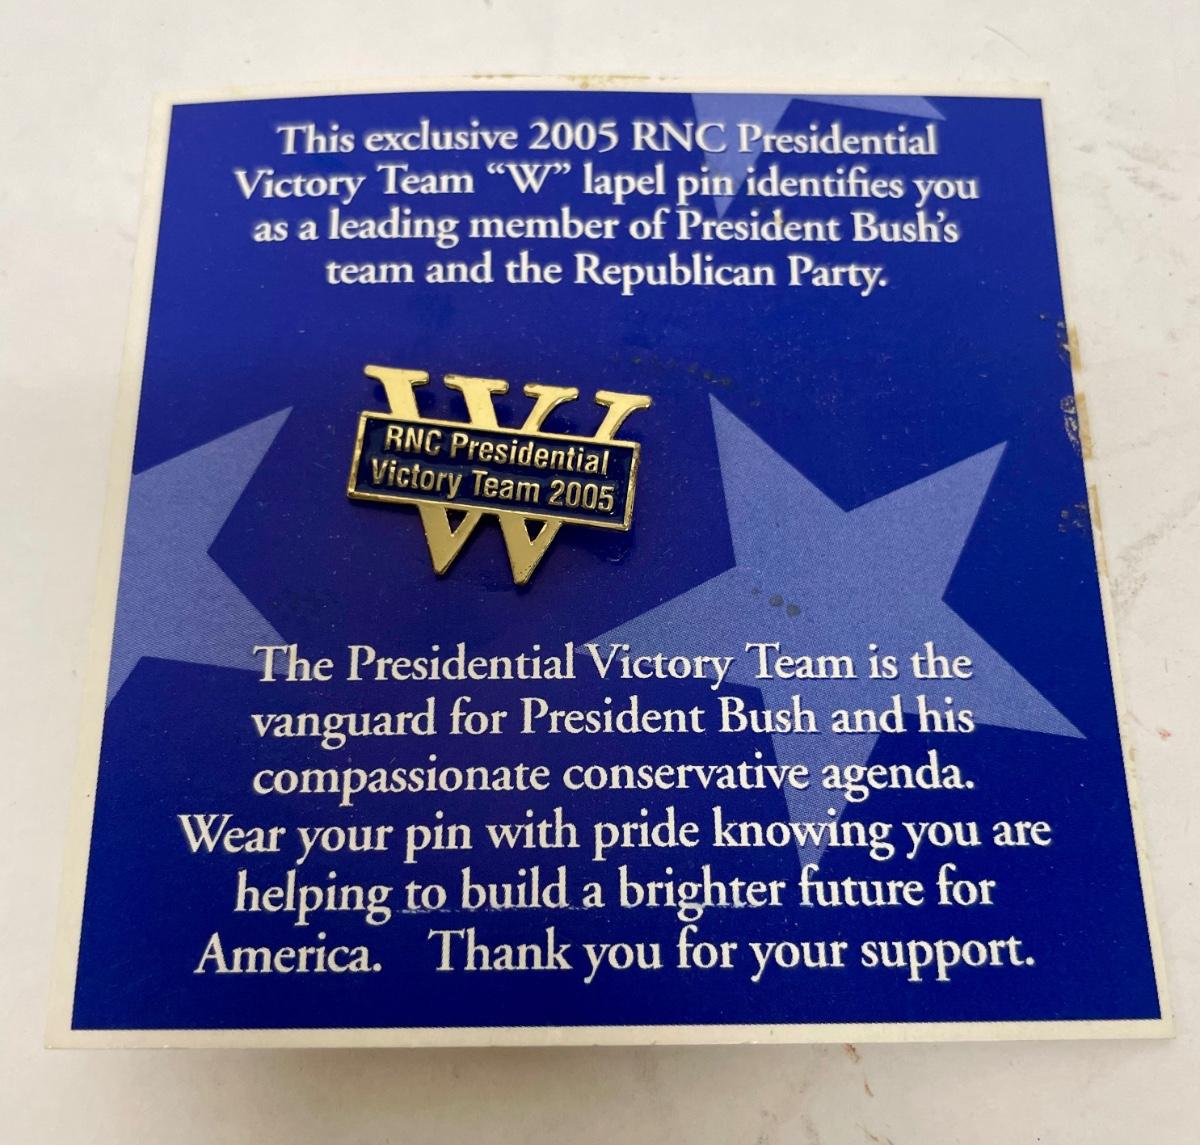 This exclusive 2005 RNC Presidential
Victory Team “W” lapel pin identifies you
as a leading member of President Bush's
team and the Republican Party.
W
RNC Presidential
Victory Team 2005
The Presidential Victory Team is the
vanguard for President Bush and his
compassionate conservative agenda.
Wear your pin with pride knowing you are
helping to build a brighter future for
America. Thank you for your support.